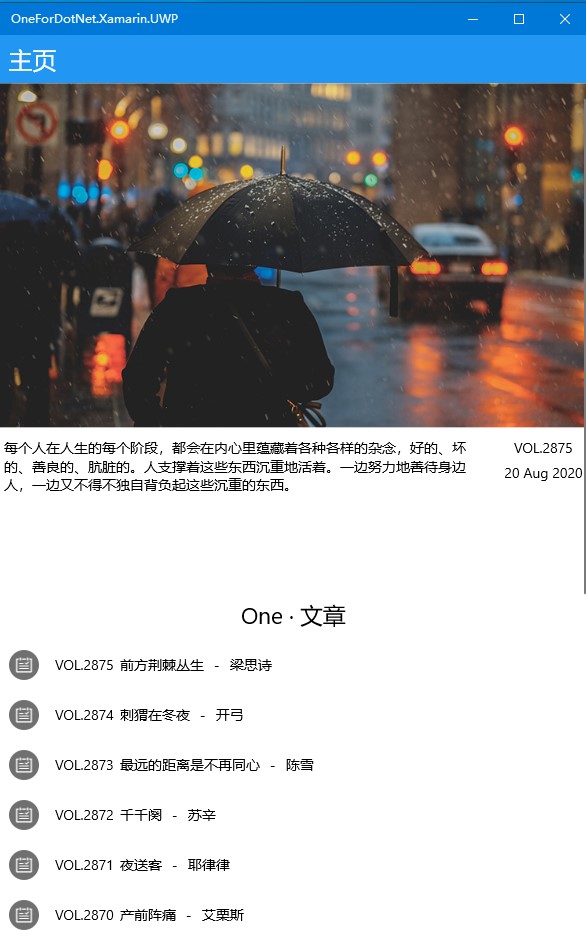 OneForDotNet.Xamarin.UWP
主页
每个人在人生的每个阶段，都会在内心里蕴藏着各种各样的杂念，好的、坏
的、善良的、肮脏的。人支撑着这些东西沉重地活着。一边努力地善待身边
人，一边又不得不独自背负起这些沉重的东西。
VOL.2875
20 Aug 2020
One · 文章
VOL.2875 前方荆棘丛生 - 梁思诗
VOL.2874 刺猬在冬夜 - 开弓
VOL.2873 最远的距离是不再同心 - 陈雪
VOL.2872 千千阕 - 苏辛
VOL.2871 夜送客 - 耶律律
VOL.2870 产前阵痛 - 艾栗斯